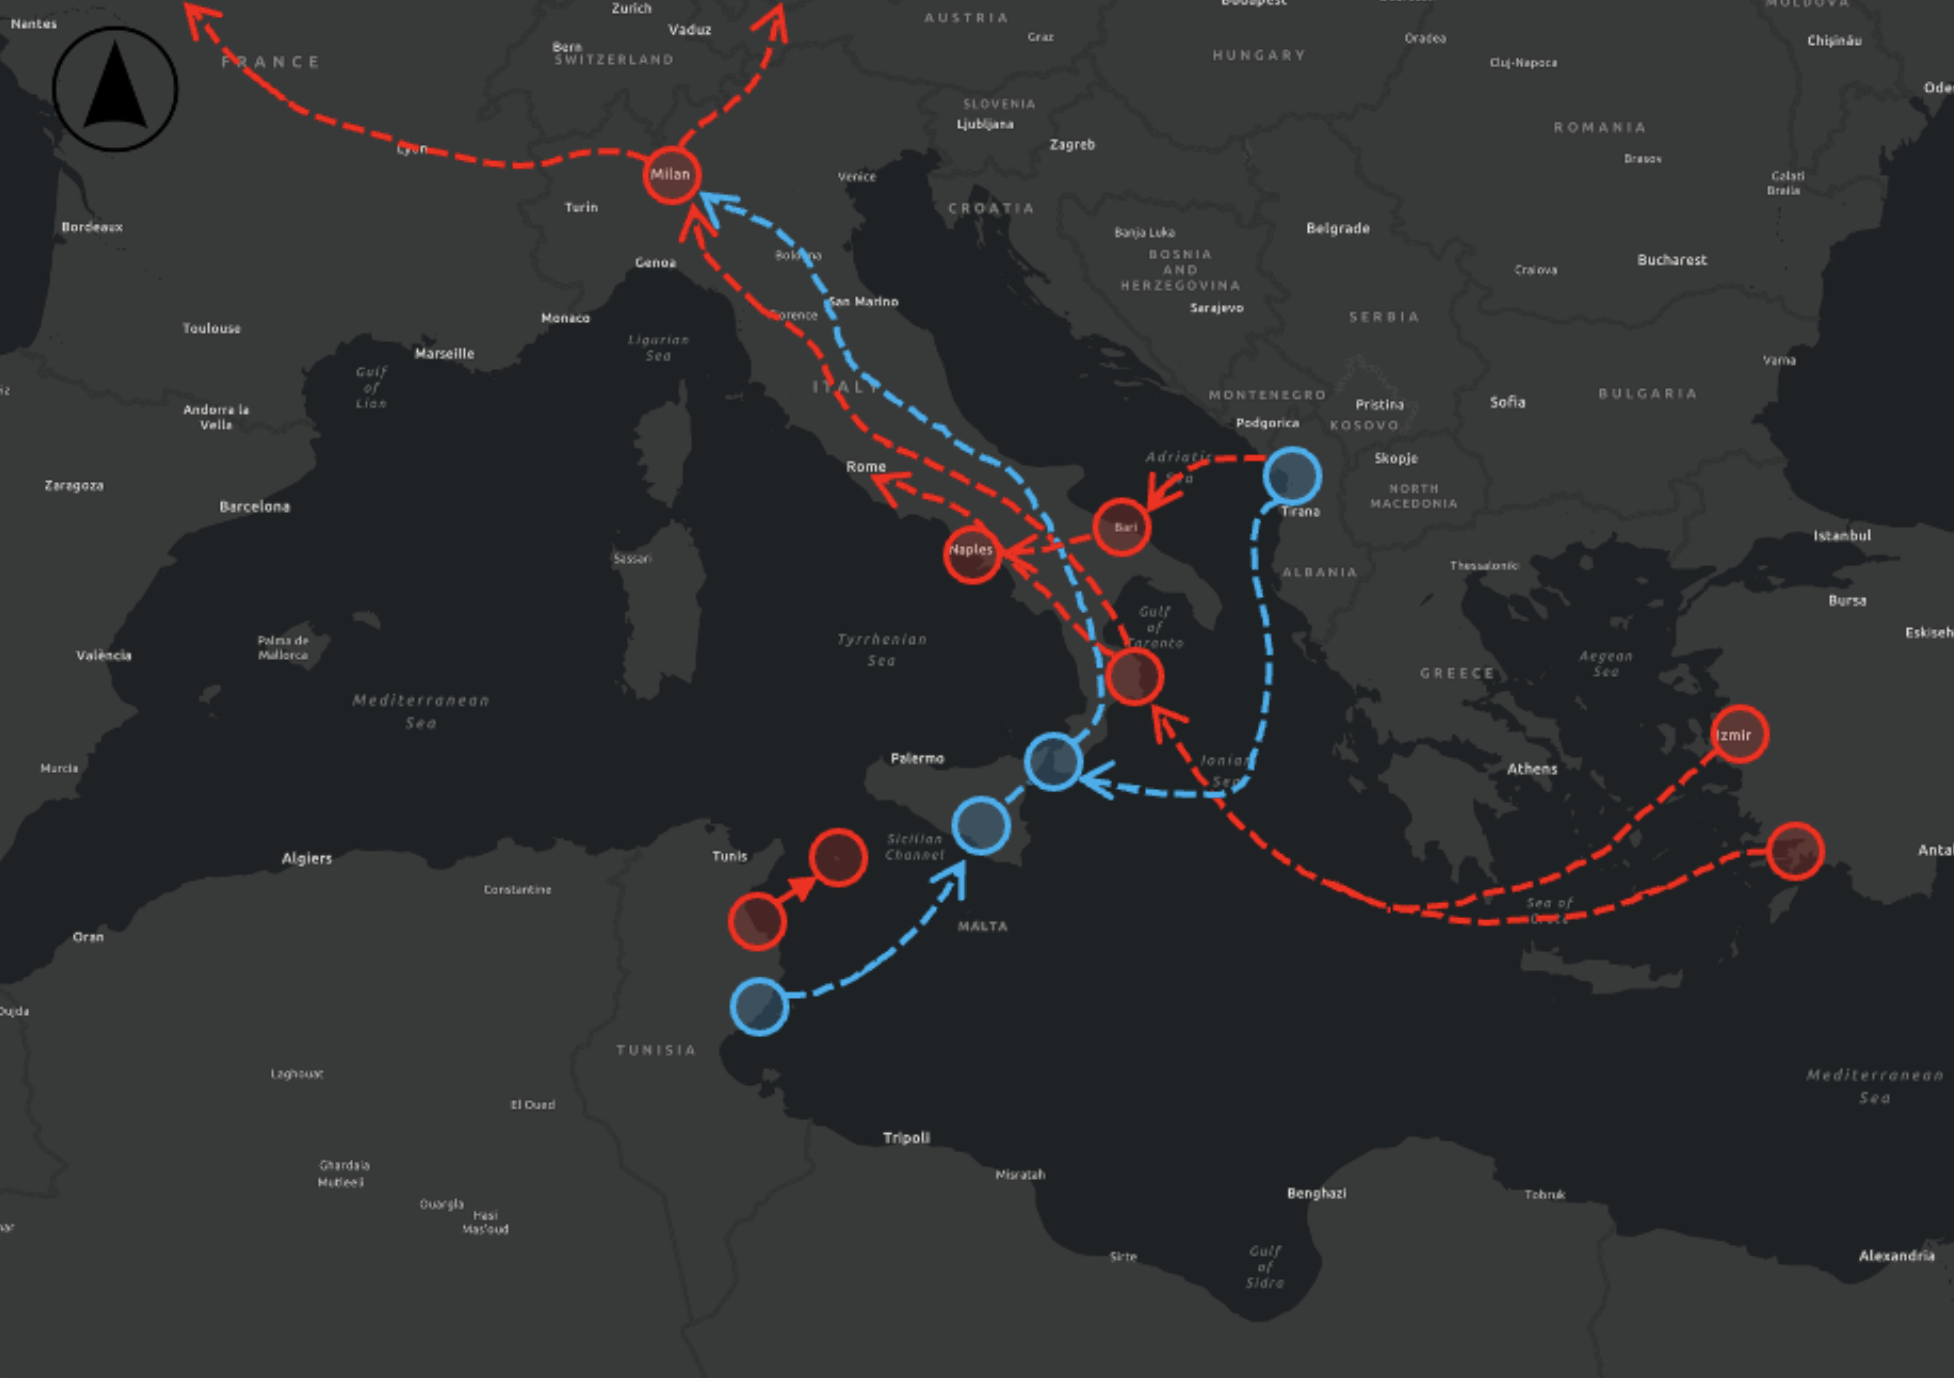 Zurich
Budapest
MOLDOVA
Nantes
AUSTRIA
Vaduz
Graz
Oradea
Chișinău
Bern
SWITZERLAND
HUNGARY
FRANCE
Cluj-Napoca
Ode
SLOVENIA
Ljubljana
ROMANIA
Zagreb
Lyon
Brasov
Milan
Venice
Galati
Braila
Turin
CROATIA
Bordeaux
Banja Luka
Belgrade
BOSNIA
AND
HERZEGOVINA
Bologna
Genoa
Bucharest
Craiova
San Marino
Sarajevo
Monaco
Florence
SERBIA
Toulouse
Ligurian
Sea
Marseille
Varna
Gulf
of
Lion
ITALY
MONTENEGRO
BULGARIA
Andorra la
Vella
Pristina
Sofia
Podgorica
KOSOVO
Adriatic
Sea
Skopje
Rome
Zaragoza
NORTH
MACEDONIA
Barcelona
Tirana
Bari
Istanbul
Naples
Sassari
Thessaloniki
ALBANIA
Bursa
Gulf
of
Taranto
Eskiseh
Palma de
Mallorca
Tyrrhenian
Sea
València
Aegean
Sea
GREECE
Mediterranean
Sea
Izmir
Palermo
Ionian
Sea
Murcia
Athens
Sicilian
Channel
Tunis
Algiers
Antal
Constantine
Sea of
Crete
MALTA
Oran
Oujda
TUNISIA
Laghouat
Mediterranean
Sea
El Oued
Tripoli
Ghardaia
Metleeli
Misratah
Benghazi
Tobruk
Ouargla
Hasi
Mas'oud
Sirte
Gulf
of
Sidra
Alexandria